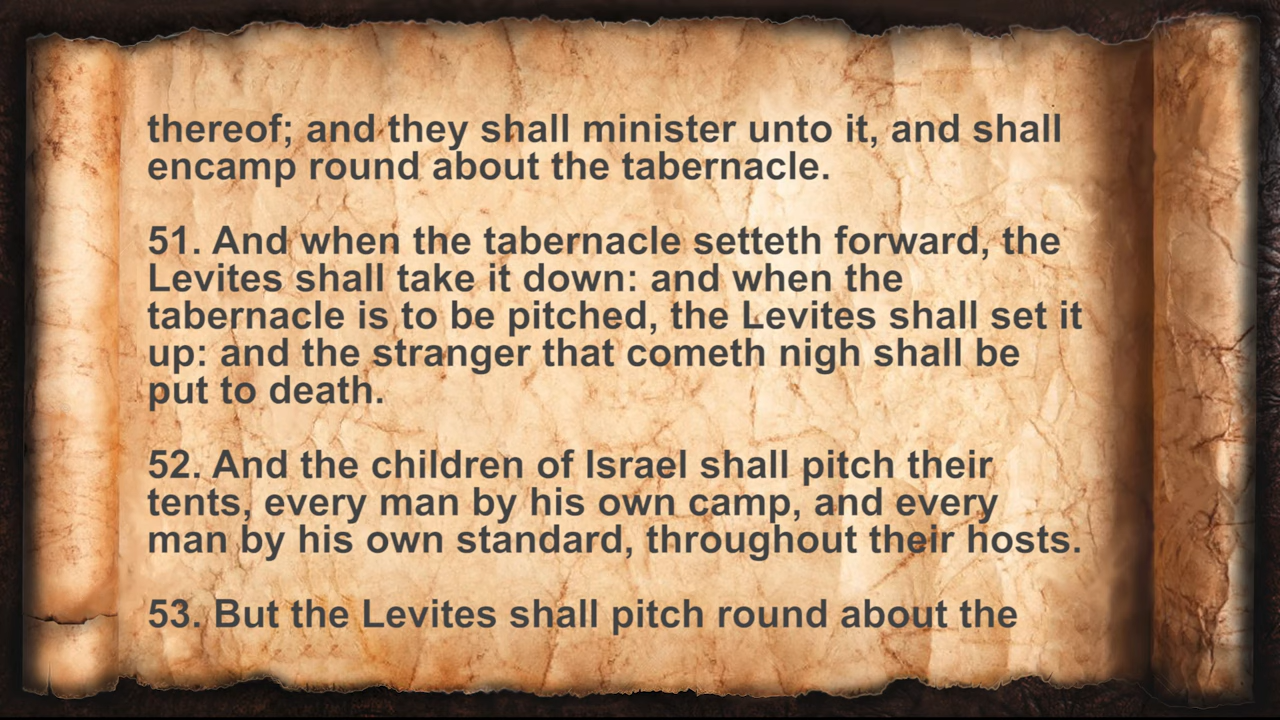 thereof; and they shall minister unto it, and shall
encamp round about the tabernacle.
51. And when the tabernacle setteth forward, the
Levites shall take it down: and when the
tabernacle is to be pitched, the Levites shall set it
up: and the stranger that cometh nigh shall be
put to death.
52. And the children of Israel shall pitch their
tents, every man by his own camp, and every
man by his own standard, throughout their hosts.
53. But the Levites shall pitch round about the